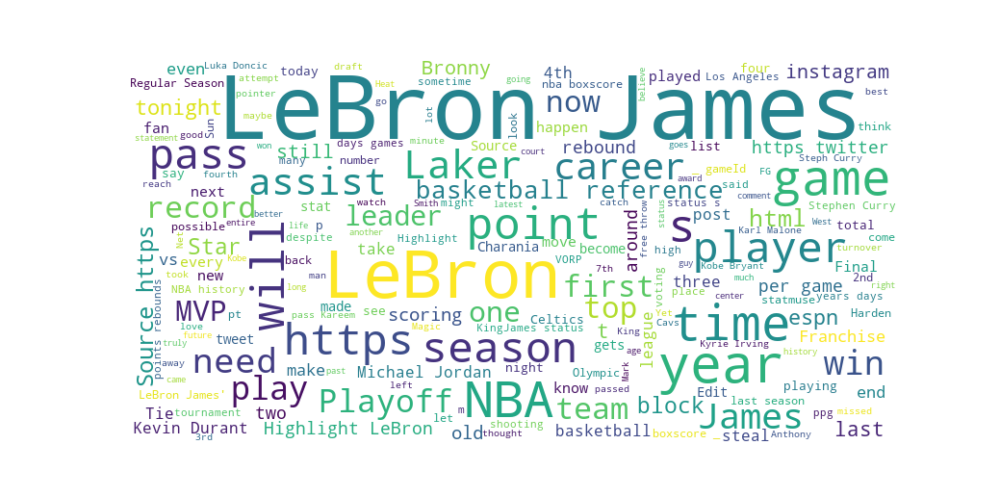 even Luka Doncic today attempt draft sometime Bronny 4th nba boxscore going believe played Los Angeles four instagram
Regular Season pointer Heat go now best
tonight maybe LeBron James
fan good Sun lot look happen goes list https twitter think
statement won days games minute Source court rebound Steph Curry
pass say many still number Laker career award _ gameId FG game
reach next fourth assist basketball reference said comment Stephen Curry
record possible better watch Smith might latest catch status s post html West total
entire stat leader point around free throw status s player Karl Malone turnover come
Star life p despite Highlight Charania move become high
Source https vs every Net Kobe another take VORP guy Kobe Bryant Final much 2nd
took new back man LeBron 7th first voting three per game right
NBA history long see center statmuse years days
points rebounds MVP pt will made scoring one Celtics KingJames status top t place time espn Harden
love tweet pass Kareem Magic King league Yet Cavs Franchise
future truly https season gets age Kyrie Irving history
away need make past night Olympic Mark year win
came Michael Jordan know passed playing
LeBron James' play left Playoff NBA team block Edit last season end
Tie tournament two m let old shooting James ppg missed last
Kevin Durant 3rd Highlight LeBron thought basketball boxscore _ steal Anthony